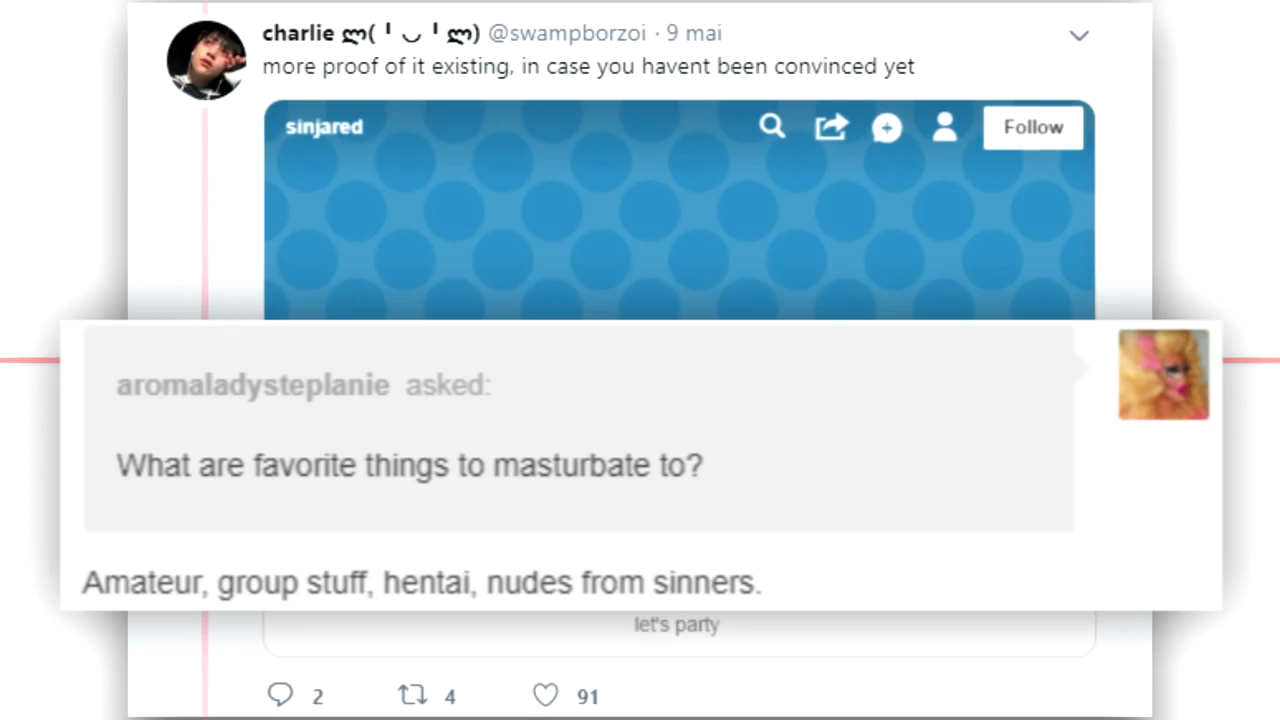 charlie ლ( ╹ ◡ ╹ ლ) @swampborzoi · 9 mai
more proof of it existing, in case you havent been convinced yet
sinjared
Follow
aromaladysteplanie asked:
What are favorite things to masturbate to?
Amateur, group stuff, hentai, nudes from sinners.
let's party
2 4 91